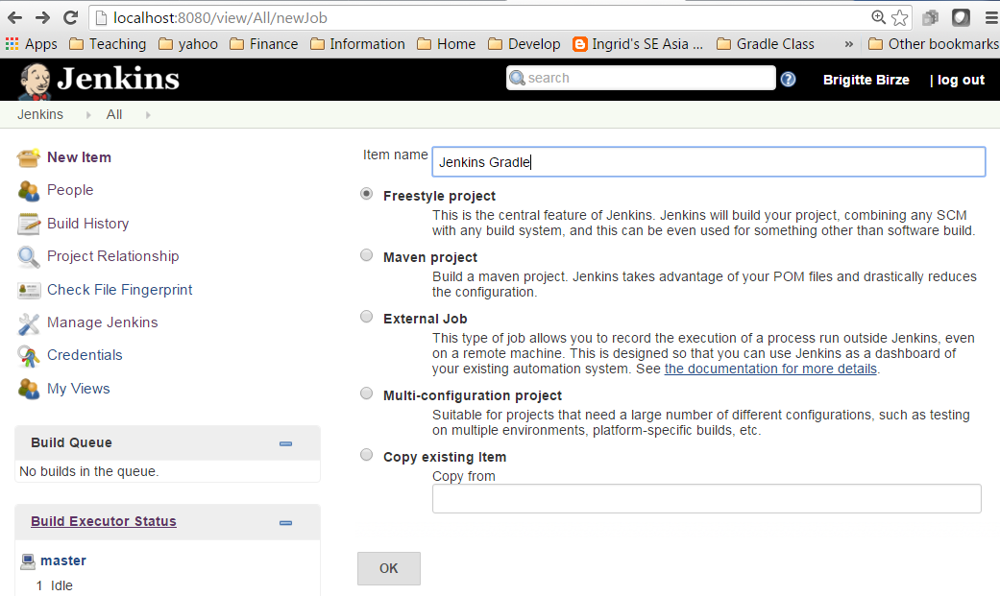 localhost:8080/view/All/newJob
Apps Teaching yahoo Finance Information Home Develop Ingrid's SE Asia ... Gradle Class » Other bookmarks
Jenkins search ? Brigitte Birze | log out
Jenkins All
New Item
People
Build History
Project Relationship
Check File Fingerprint
Manage Jenkins
Credentials
My Views
Build Queue
No builds in the queue.
Build Executor Status
master
1 Idle
Item name Jenkins Gradle
Freestyle project
This is the central feature of Jenkins. Jenkins will build your project, combining any SCM
with any build system, and this can be even used for something other than software build.
Maven project
Build a maven project. Jenkins takes advantage of your POM files and drastically reduces
the configuration.
External Job
This type of job allows you to record the execution of a process run outside Jenkins, even
on a remote machine. This is designed so that you can use Jenkins as a dashboard of
your existing automation system. See the documentation for more details.
Multi-configuration project
Suitable for projects that need a large number of different configurations, such as testing
on multiple environments, platform-specific builds, etc.
Copy existing Item
Copy from
OK